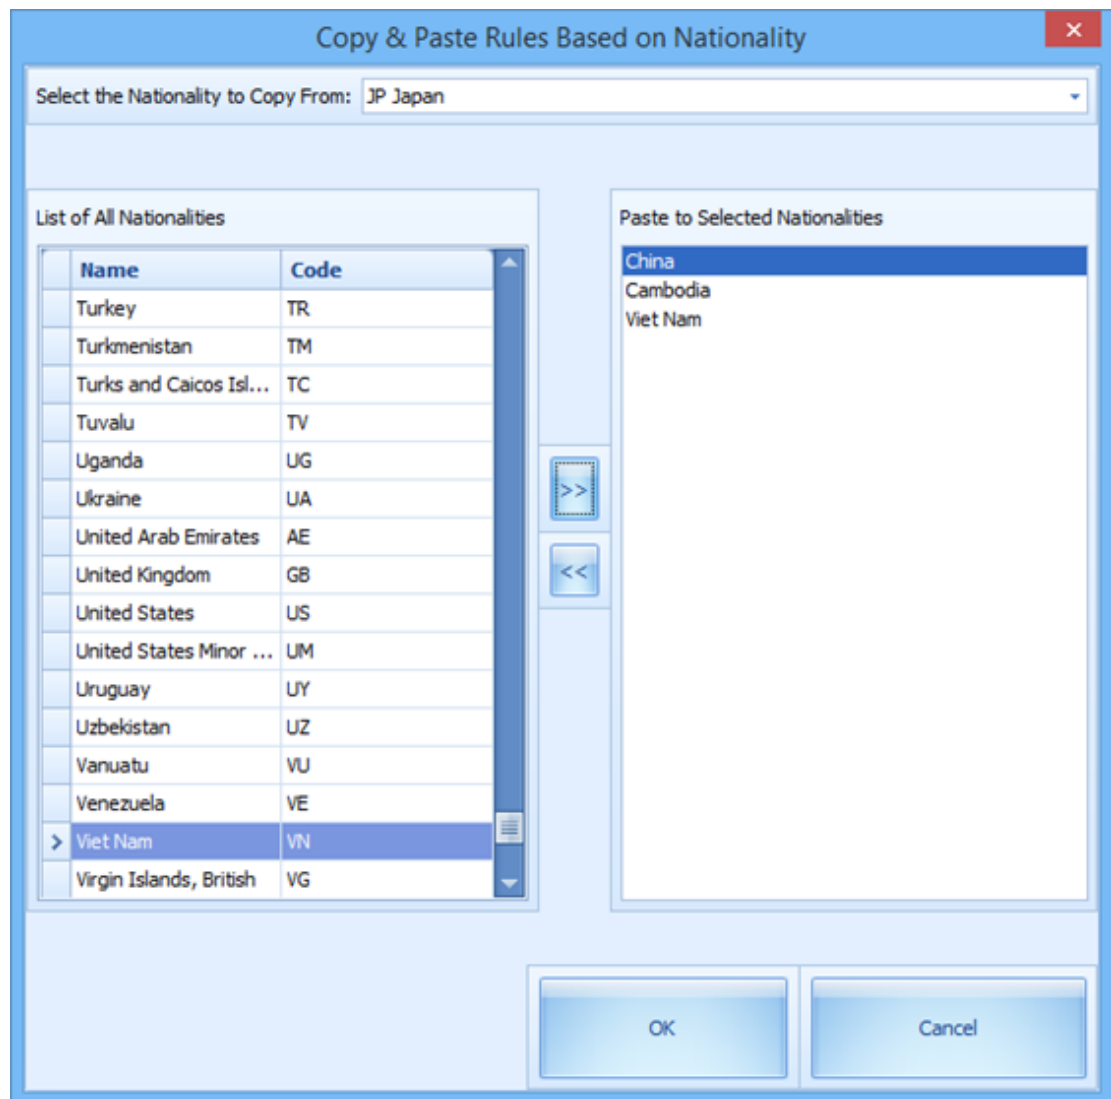 Copy & Paste Rules Based on Nationality
Select the Nationality to Copy From: JP Japan
List of All Nationalities
Name Code
Turkey TR
Turkmenistan TM
Turks and Caicos Isl... TC
Tuvalu TV
Uganda UG
Ukraine UA
United Arab Emirates AE
United Kingdom GB
United States US
United States Minor ... UM
Uruguay UY
Uzbekistan UZ
Vanuatu VU
Venezuela VE
Viet Nam VN
Virgin Islands, British VG
>>
<<
Paste to Selected Nationalities
China
Cambodia
Viet Nam
OK Cancel